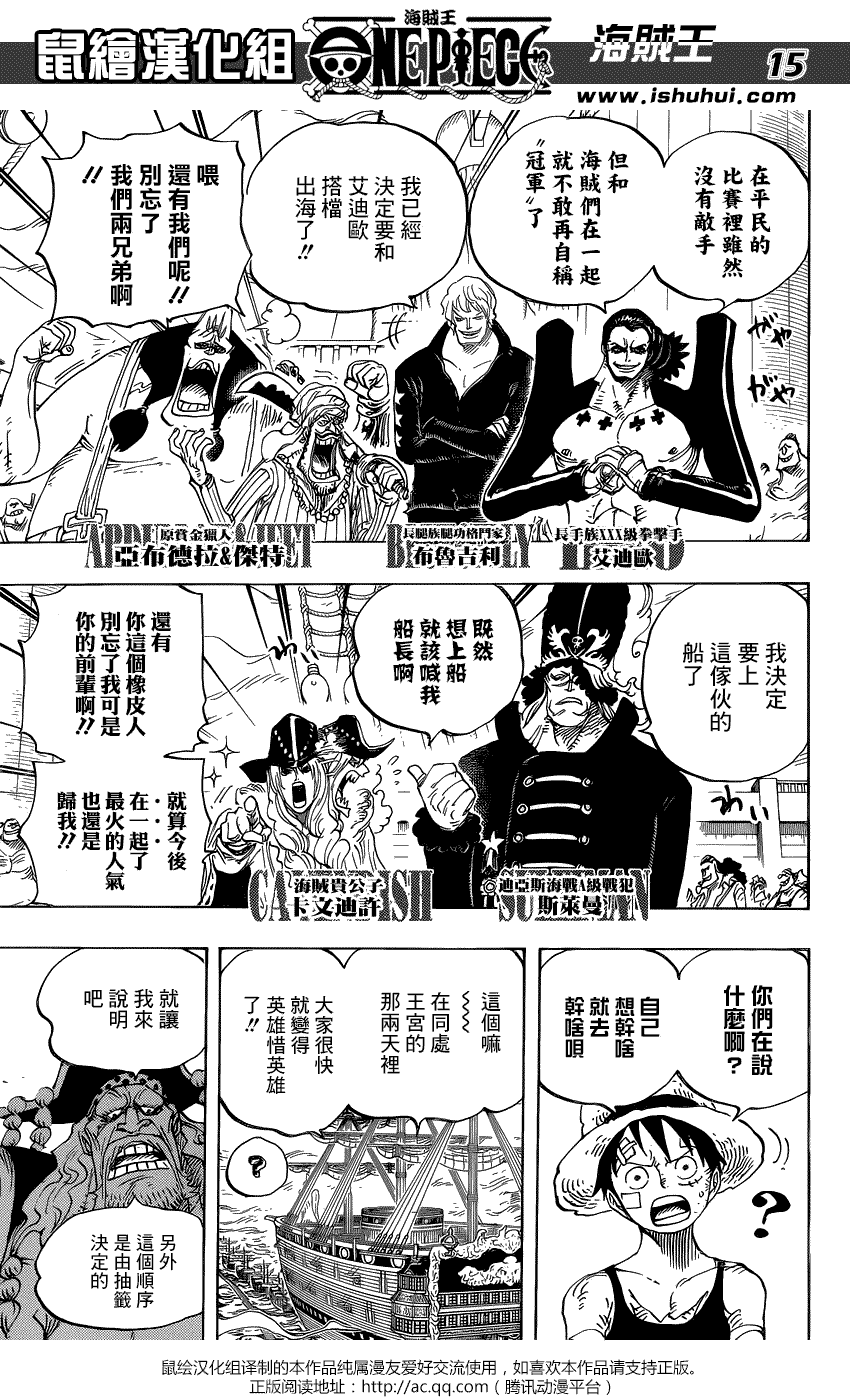 海賊王
鼠繪漢化組
ONE PIECE
海賊王
15
www.ishuhui.com
在平民的
比賽裡雖然
沒有敵手
但和
海賊們在一起
就不敢再自稱
〝冠軍〞了
我已經
決定要和
艾迪歐
搭檔
出海了!!
喂
還有我們呢!!
別忘了
我們兩兄弟啊
!!
ガヤ
ガヤ
長手族XXX級拳擊手
艾迪歐
長腿族腿功格鬥家
布魯吉利
原賞金獵人
亞布德拉&傑特
我決定
要上
這傢伙的
船了
既然
想上船
就該喊我
船長啊
還有
你這個橡皮人
別忘了我可是
你的前輩啊!!
就算今後
在一起了
最火的人氣
也還是
歸我!!
迪亞斯海戰A級戰犯
斯萊曼
SULEIMAN
海賊貴公子
卡文迪許
CAVENDISH
你們在說
什麼啊?
自己
想幹啥
就去
幹啥唄
?
這個嘛
在同處
王宮的
那兩天裡
大家很快
就變得
英雄惜英雄
了!!
?
就讓
我來
說明
吧
另外
這個順序
是由抽籤
決定的
鼠绘汉化组译制的本作品纯属漫友爱好交流使用，如喜欢本作品请支持正版。
正版阅读地址：http://ac.qq.com（腾讯动漫平台）